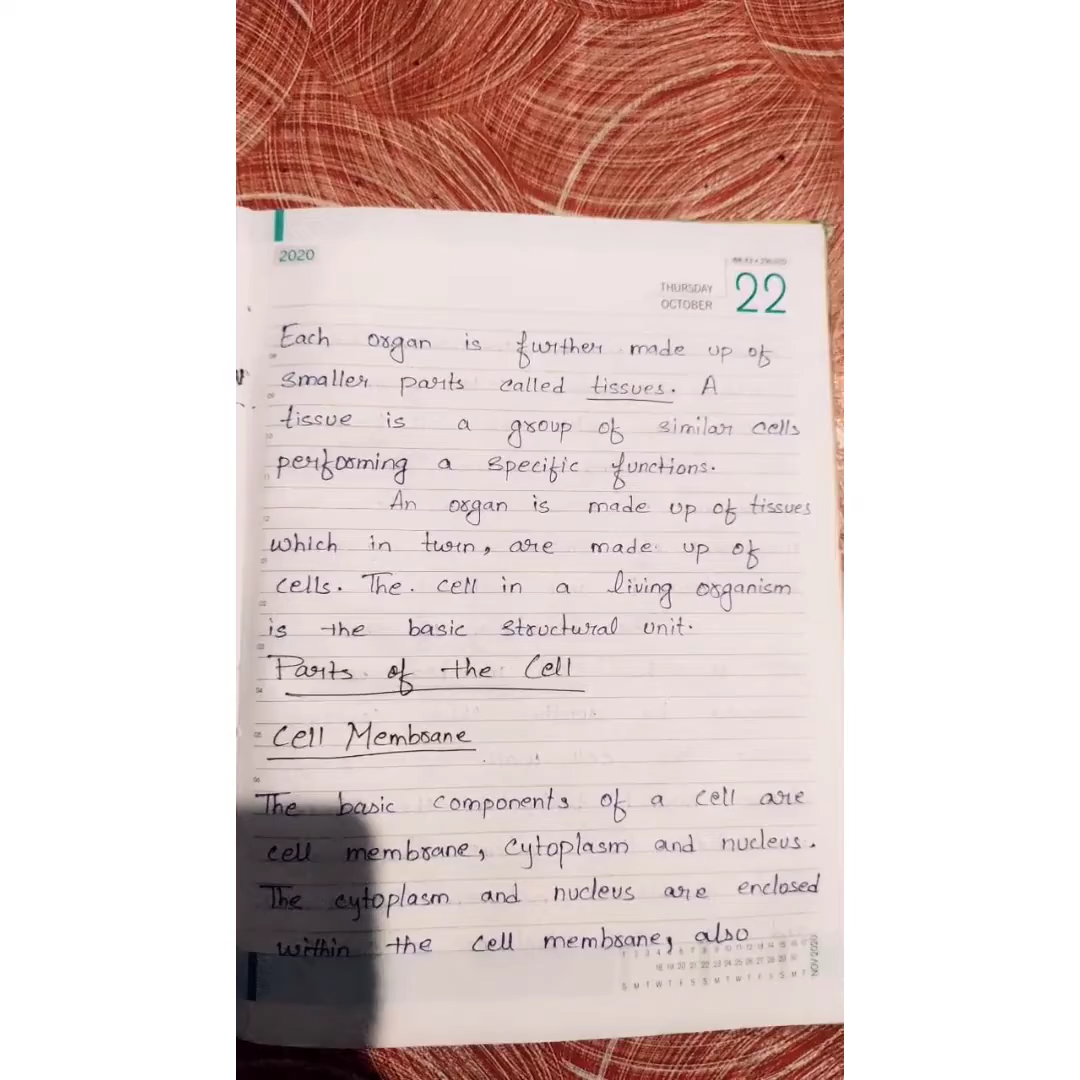 2020
THURSDAY
OCTOBER
22
Each organ is further made up of
smaller parts called tissues. A
tissue is a group of similar cells
performing a specific functions.
An organ is made up of tissues
which in turn, are made up of
cells. The cell in a living organism
is the basic structural unit.
Parts of the Cell
Cell Membrane
The basic components of a cell are
cell membrane, cytoplasm and nucleus.
The cytoplasm and nucleus are enclosed
within the cell membrane, also
NOV 2020